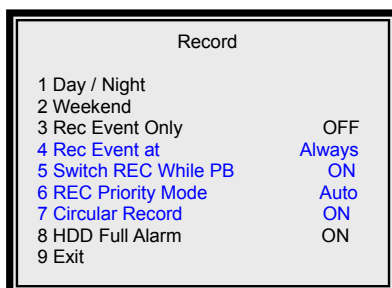 Record
1 Day / Night
2 Weekend
3 Rec Event Only OFF
4 Rec Event at Always
5 Switch REC While PB ON
6 REC Priority Mode Auto
7 Circular Record ON
8 HDD Full Alarm ON
9 Exit